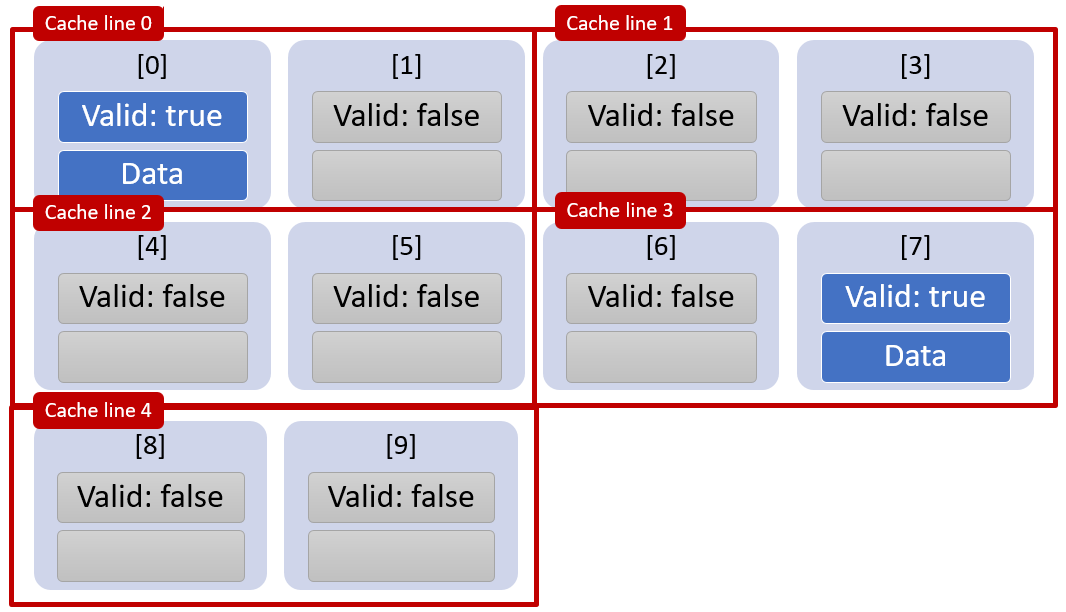 Cache line 0
Cache line 1
[0]
[1]
[2]
[3]
Valid: true
Valid: false
Valid: false
Valid: false
Data
Cache line 2
Cache line 3
[4]
[5]
[6]
[7]
Valid: false
Valid: false
Valid: false
Valid: true
Data
Cache line 4
[8]
[9]
Valid: false
Valid: false